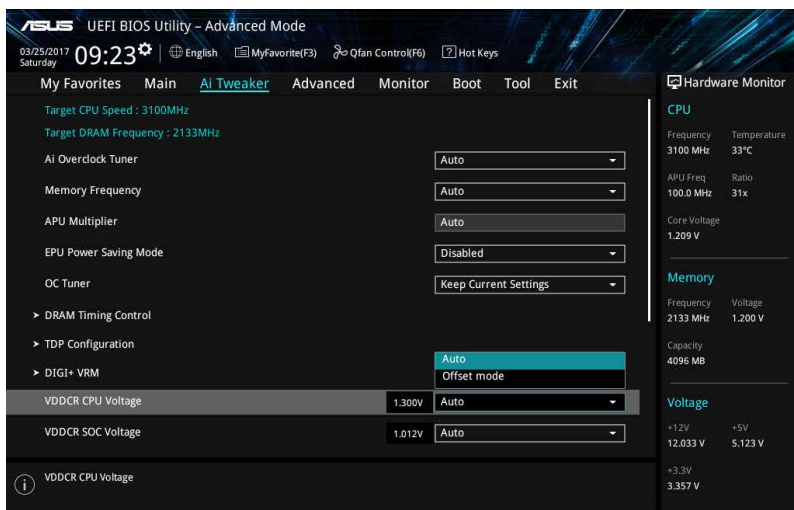 ASUS UEFI BIOS Utility – Advanced Mode
03/25/2017 Saturday 09:23 English MyFavorite(F3) Qfan Control(F6) ? Hot Keys
My Favorites Main Ai Tweaker Advanced Monitor Boot Tool Exit
Target CPU Speed : 3100MHz
Target DRAM Frequency : 2133MHz
Ai Overclock Tuner Auto
Memory Frequency Auto
APU Multiplier Auto
EPU Power Saving Mode Disabled
OC Tuner Keep Current Settings
> DRAM Timing Control
> TDP Configuration
> DIGI+ VRM
Auto
Offset mode
VDDCR CPU Voltage 1.300V Auto
VDDCR SOC Voltage 1.012V Auto
i VDDCR CPU Voltage
Hardware Monitor
CPU
Frequency Temperature
3100 MHz 33°C
APU Freq Ratio
100.0 MHz 31x
Core Voltage
1.209 V
Memory
Frequency Voltage
2133 MHz 1.200 V
Capacity
4096 MB
Voltage
+12V +5V
12.033 V 5.123 V
+3.3V
3.357 V